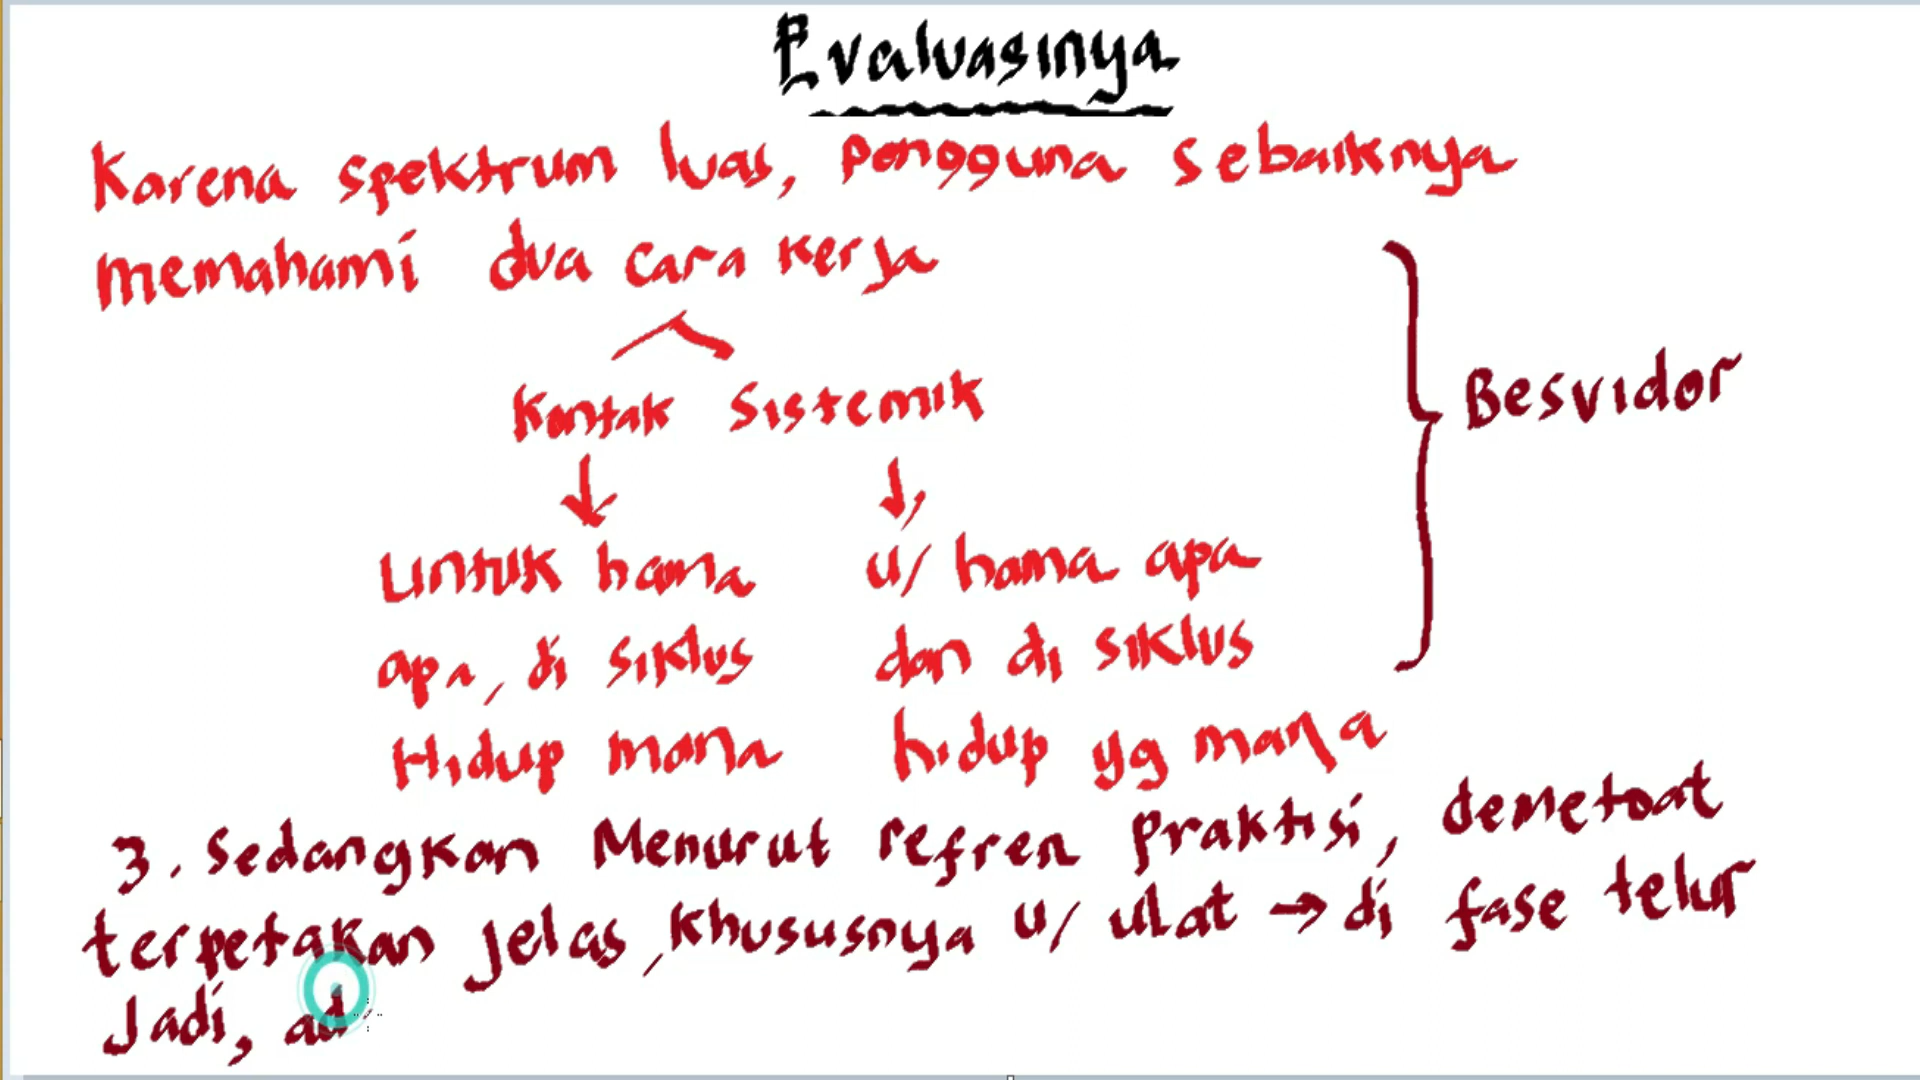 Evaluasinya
Karena spektrum luas, pengguna sebaiknya
memahami dua cara kerja
Kontak Sistemik
Besvidor
Untuk hama u/ hama apa
apa, di siklus dan di siklus
Hidup mana hidup yg mana
3. Sedangkan Menurut refren praktisi, demetoat
terpetakan jelas, khususnya u/ ulat → di fase telur
Jadi, ad